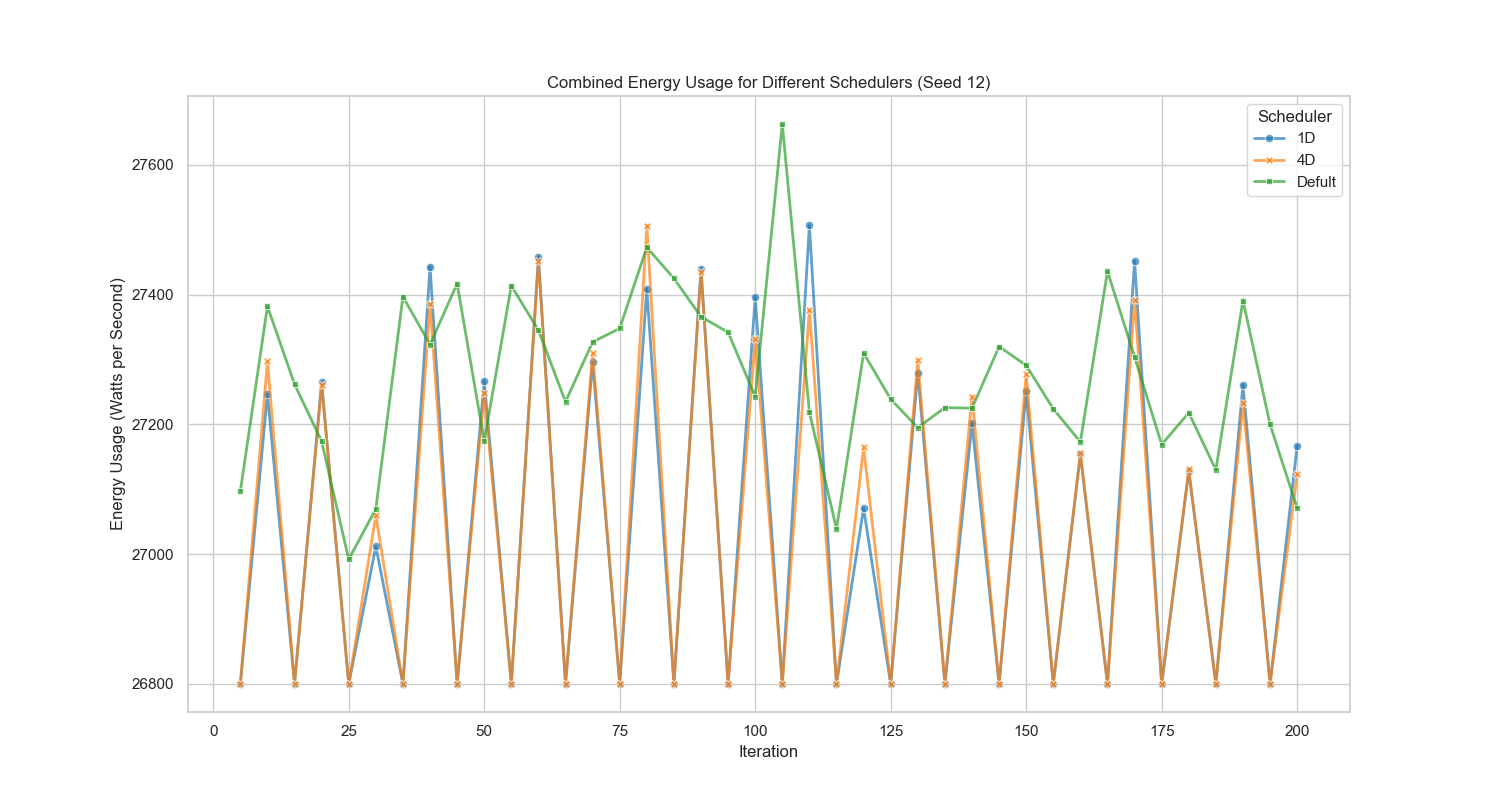 Combined Energy Usage for Different Schedulers (Seed 12)
Scheduler
1D
4D
Defult
Energy Usage (Watts per Second)
27600
27400
27200
27000
26800
0 25 50 75 100 125 150 175 200
Iteration